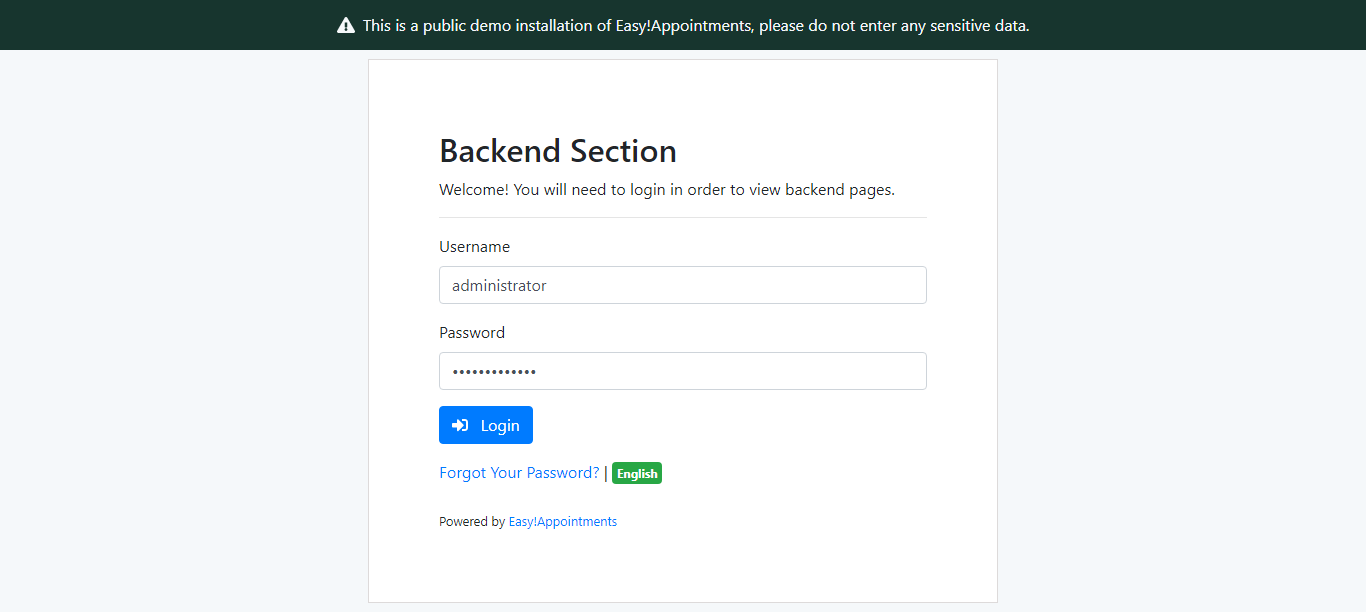 This is a public demo installation of Easy!Appointments, please do not enter any sensitive data.
Backend Section
Welcome! You will need to login in order to view backend pages.
Username
administrator
Password
•••••••••••••
Login
Forgot Your Password? | English
Powered by Easy!Appointments